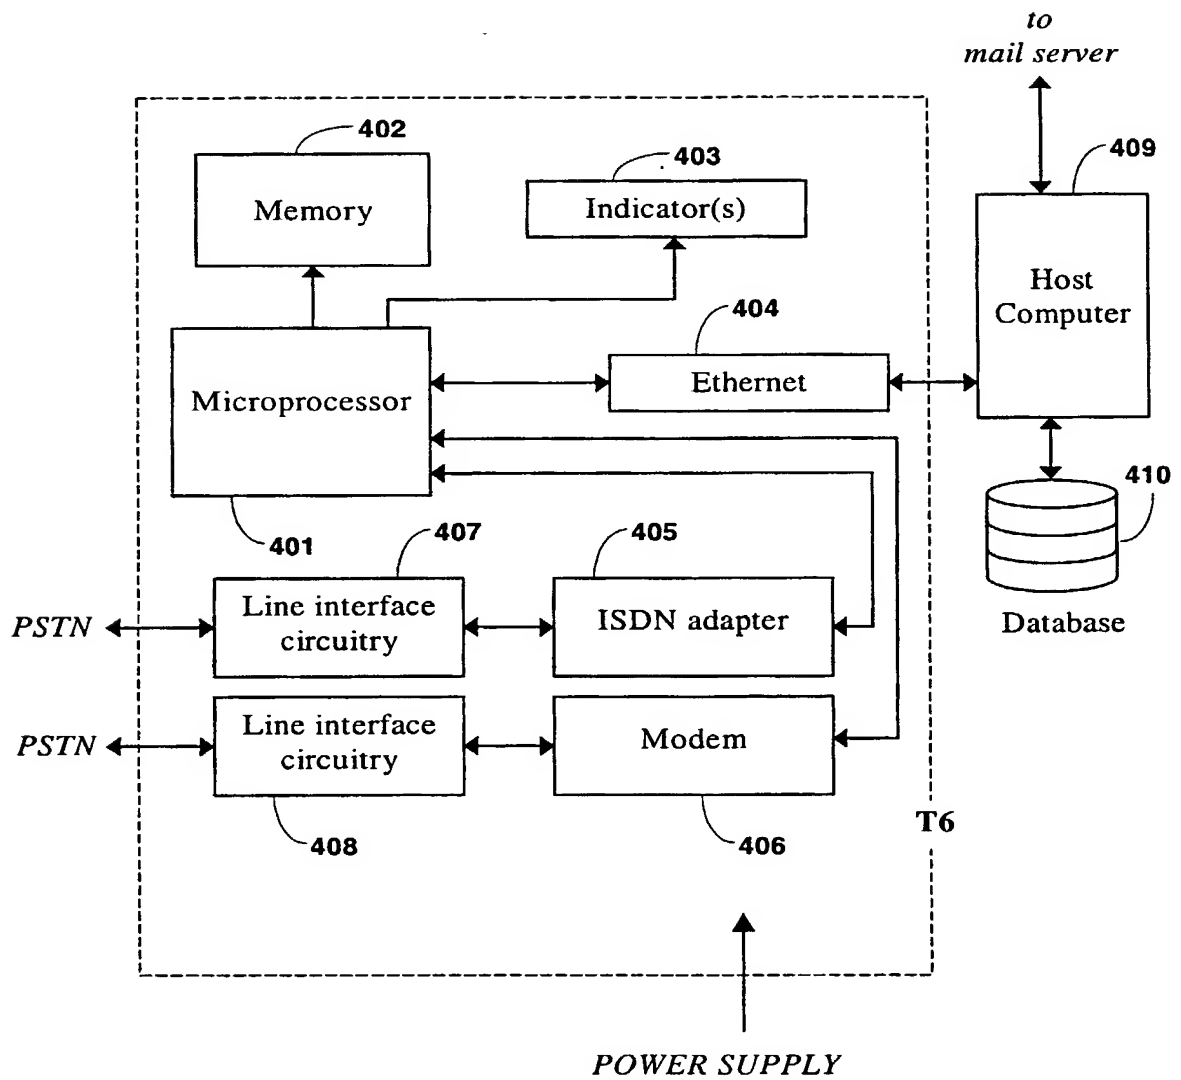 to
mail server
402
403
409
Memory
Indicator(s)
Host
Computer
404
Ethernet
Microprocessor
410
401
407
405
Line interface
circuitry
ISDN adapter
PSTN
Database
Line interface
circuitry
Modem
PSTN
T6
408
406
POWER SUPPLY